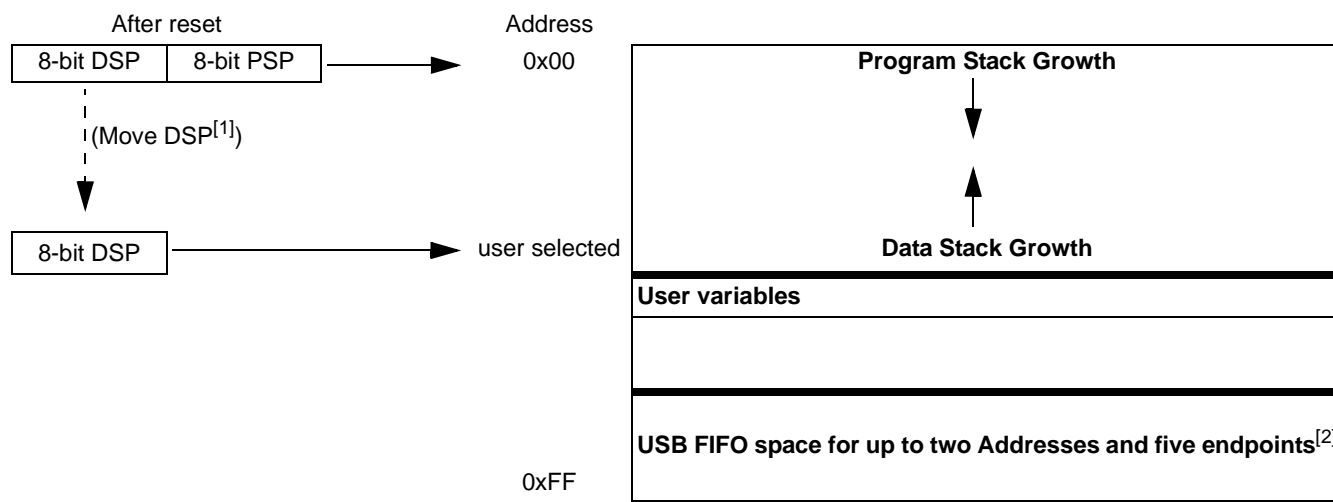 After reset
Address
8-bit DSP 8-bit PSP 0x00 Program Stack Growth
(Move DSP[1])
8-bit DSP user selected Data Stack Growth
User variables
USB FIFO space for up to two Addresses and five endpoints[2]
0xFF